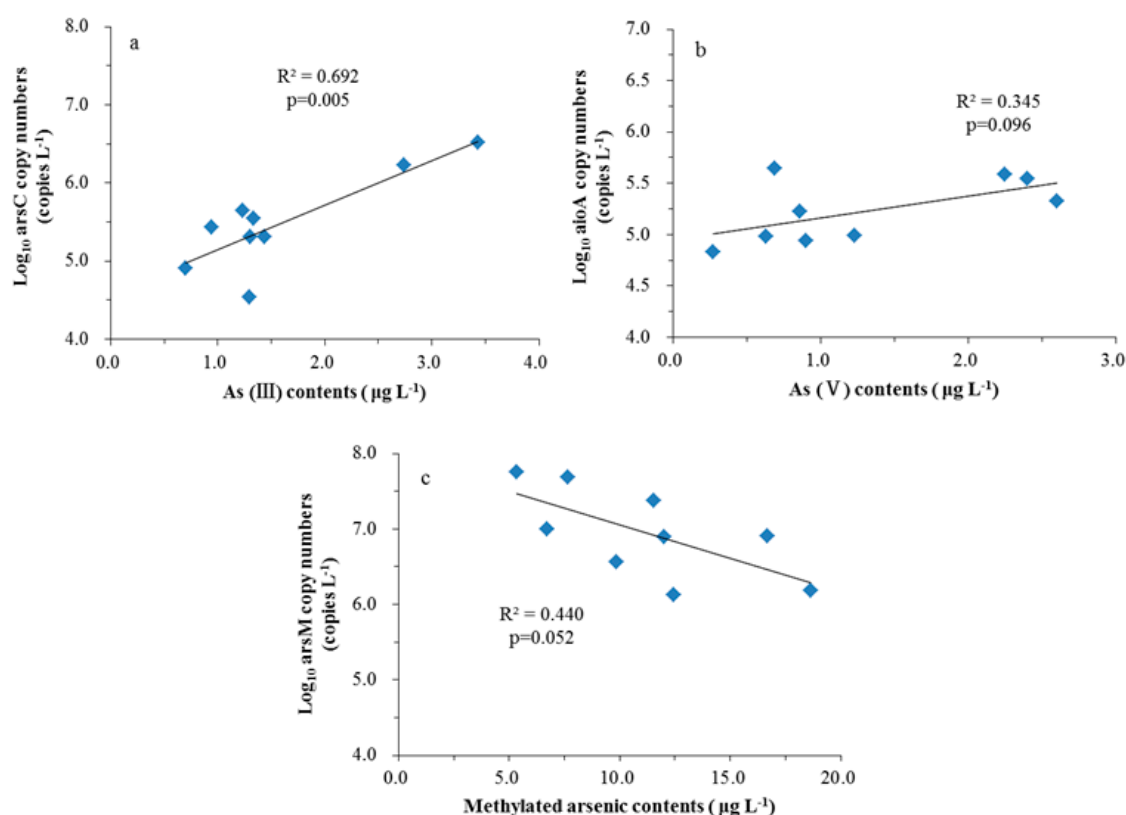 a
R² = 0.692
p=0.005
Log₁₀ arsC copy numbers
(copies L⁻¹)
8.0
7.0
6.0
5.0
4.0
0.0 1.0 2.0 3.0 4.0
As (Ⅲ) contents ( μg L⁻¹)
b
R² = 0.345
p=0.096
Log₁₀ aioA copy numbers
(copies L⁻¹)
7.0
6.5
6.0
5.5
5.0
4.5
4.0
0.0 1.0 2.0 3.0
As (Ⅴ) contents ( μg L⁻¹)
c
R² = 0.440
p=0.052
Log₁₀ arsM copy numbers
(copies L⁻¹)
8.0
7.0
6.0
5.0
4.0
0.0 5.0 10.0 15.0 20.0
Methylated arsenic contents ( μg L⁻¹)